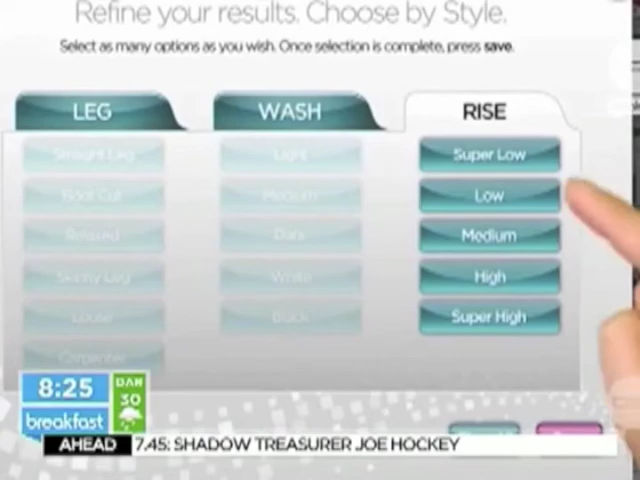 Refine your results. Choose by Style.
Select as many options as you wish. Once selection is complete, press save.
LEG WASH RISE
Straight Leg Light Super Low
Boot Cut Medium Low
Relaxed Dark Medium
Skinny Leg White High
Loose Black Super High
Carpenter
8:25 DAN
30
breakfast
AHEAD 7.45: SHADOW TREASURER JOE HOCKEY